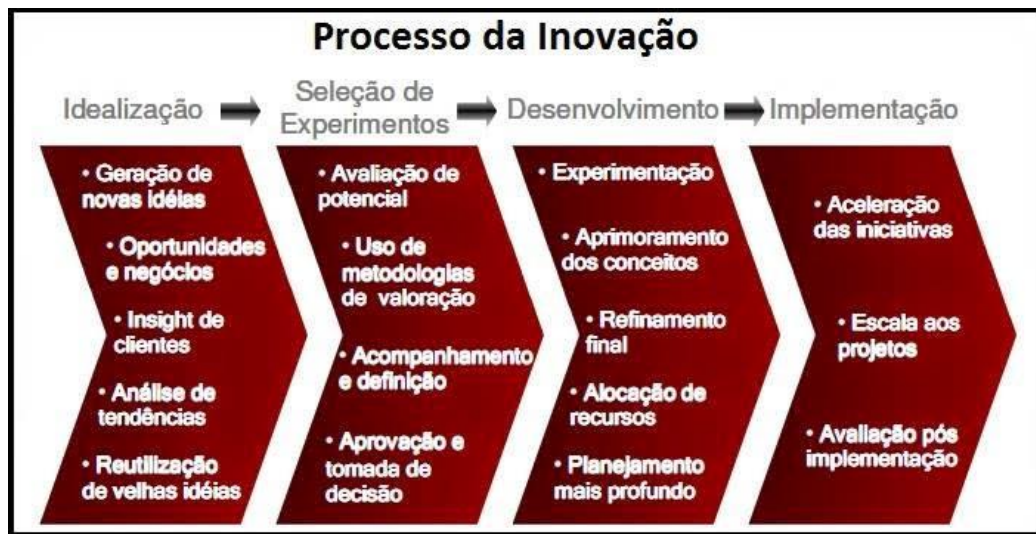 Processo da Inovação
Idealização
Seleção de
Experimentos
Desenvolvimento
Implementação
• Geração de
novas idéias
• Oportunidades
e negócios
• Insight de
clientes
• Análise de
tendências
• Reutilização
de velhas idéias
• Avaliação de
potencial
• Uso de
metodologias
de valoração
• Acompanhamento
e definição
• Aprovação e
tomada de
decisão
• Experimentação
• Aprimoramento
dos conceitos
• Refinamento
final
• Alocação de
recursos
• Planejamento
mais profundo
• Aceleração
das iniciativas
• Escala aos
projetos
• Avaliação pós
implementação